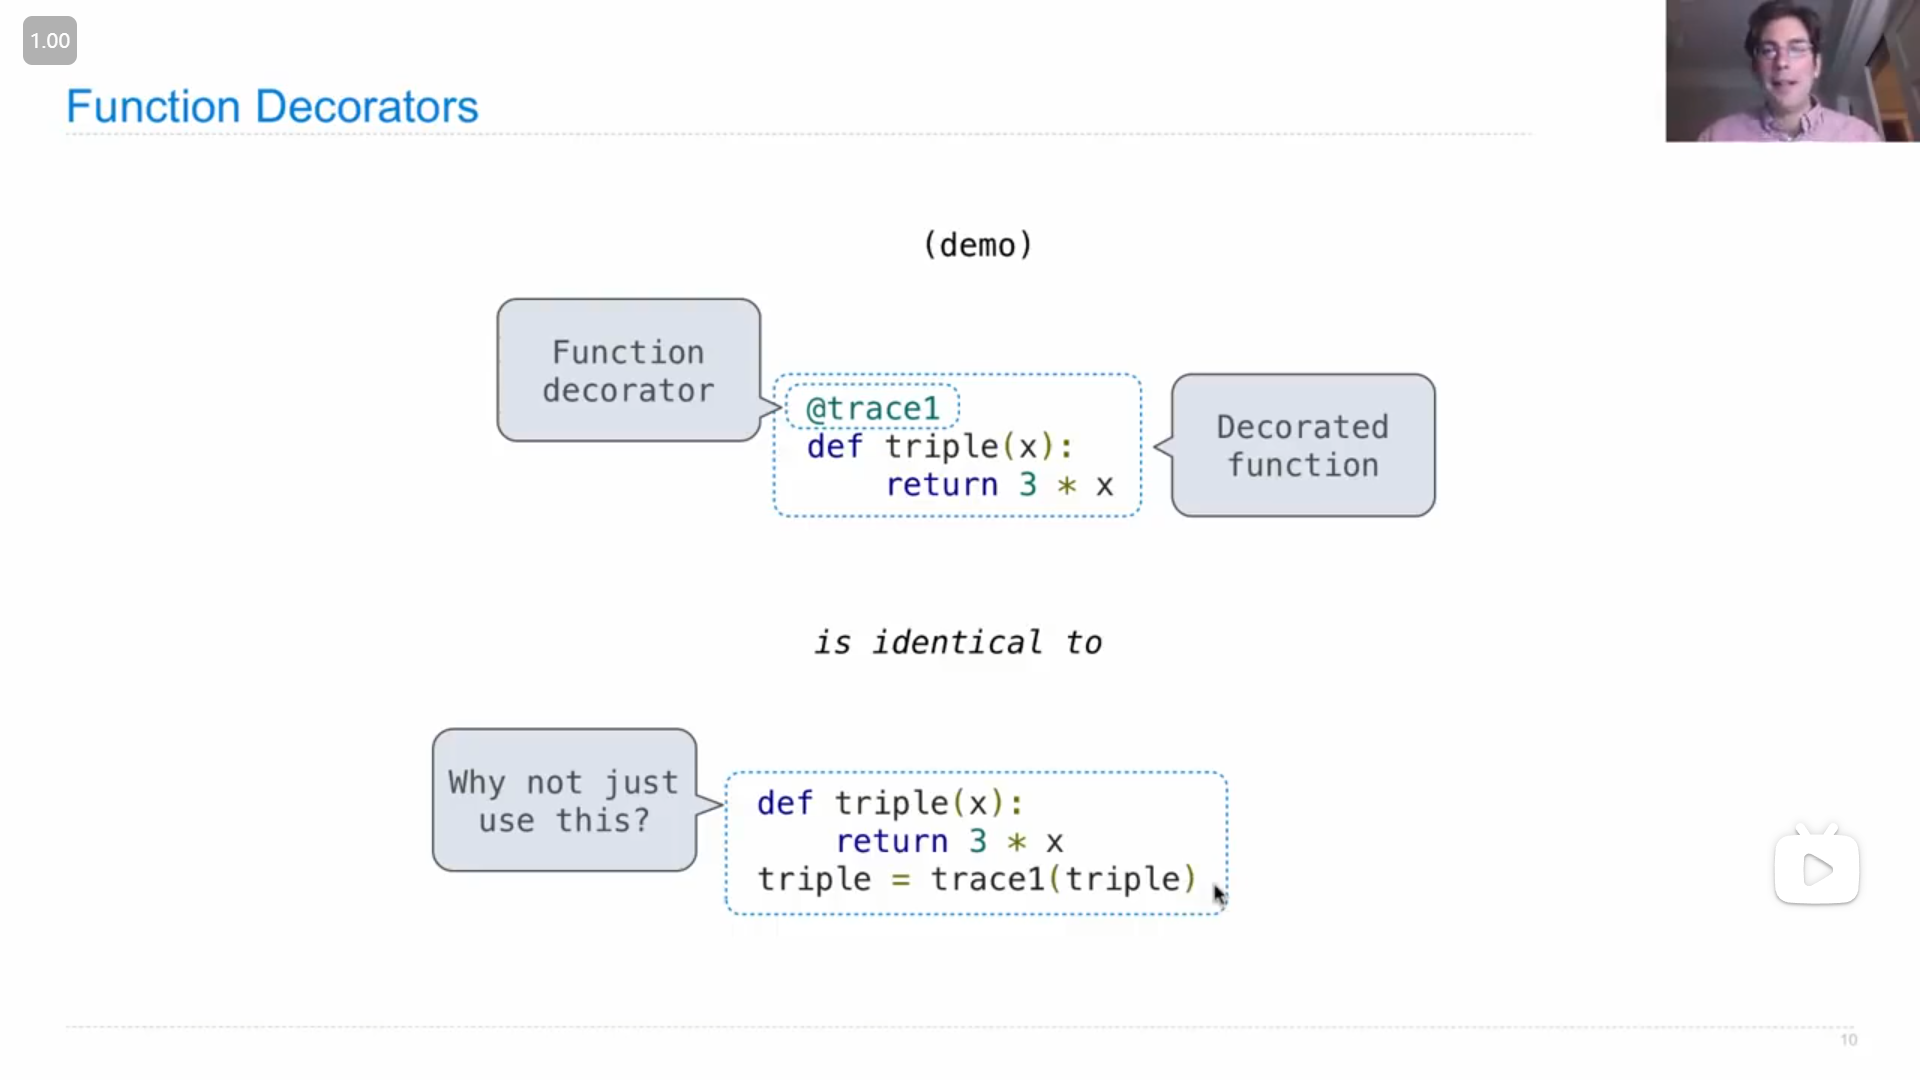 1.00
Function Decorators
(demo)
Function
decorator
@trace1
def triple(x):
    return 3 * x
Decorated
function
is identical to
Why not just
use this?
def triple(x):
    return 3 * x
triple = trace1(triple)
10